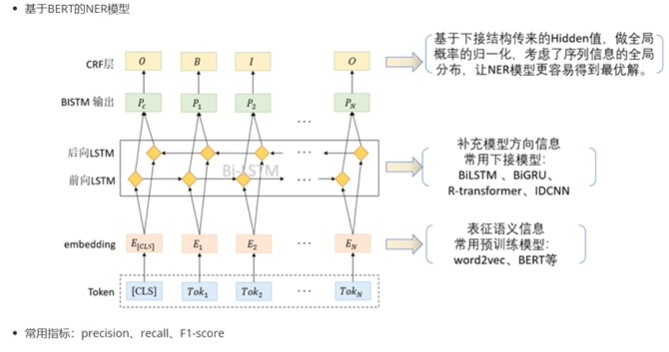 • 基于BERT的NER模型
CRF层 O B I O
基于下接结构传来的Hidden值，做全局
概率的归一化，考虑了序列信息的全局
分布，让NER模型更容易得到最优解。
BISTM 输出 P_c P_1 P_2 ... P_N
后向LSTM ...
Bi-LSTM
前向LSTM ...
补充模型方向信息
常用下接模型：
BiLSTM 、BiGRU、
R-transformer、IDCNN
embedding E_[CLS] E_1 E_2 ... E_N
表征语义信息
常用预训练模型：
word2vec、BERT等
Token [CLS] Tok_1 Tok_2 ... Tok_N
• 常用指标：precision、recall、F1-score